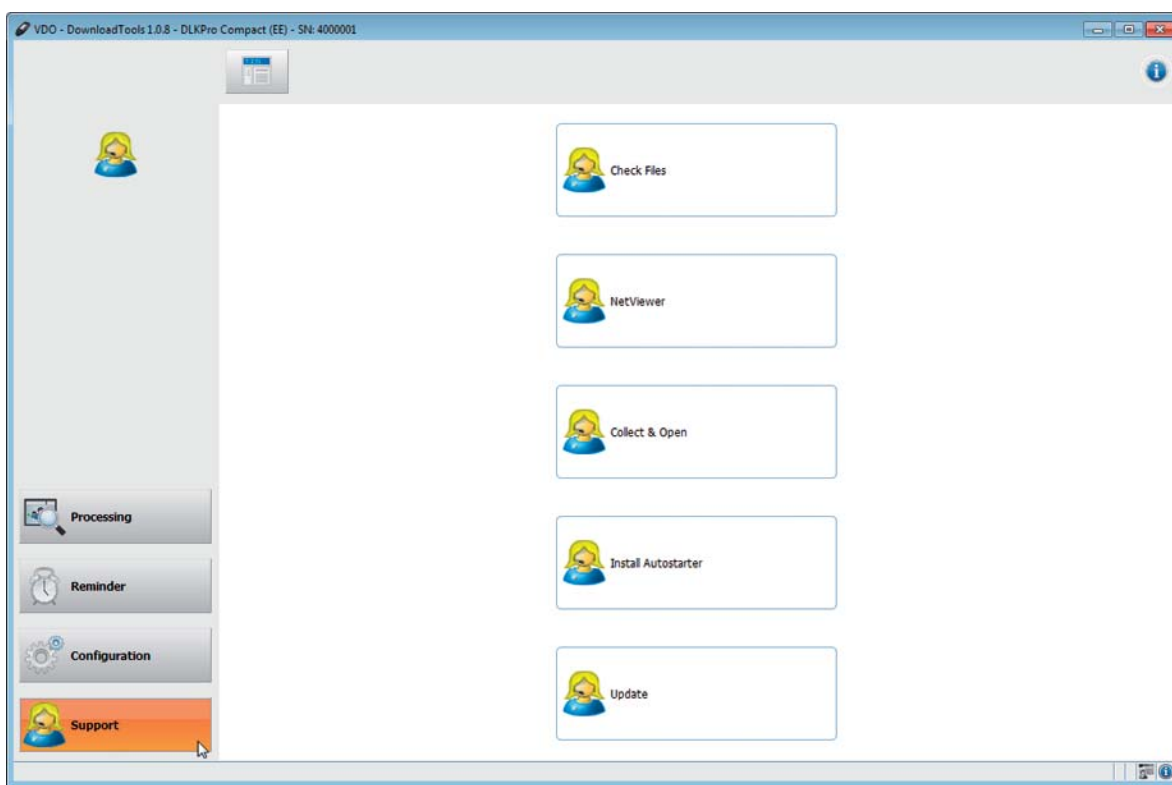 VDO - DownloadTools 1.0.8 - DLKPro Compact (EE) - SN: 4000001
Check Files
NetViewer
Collect & Open
Install Autostarter
Update
Processing
Reminder
Configuration
Support